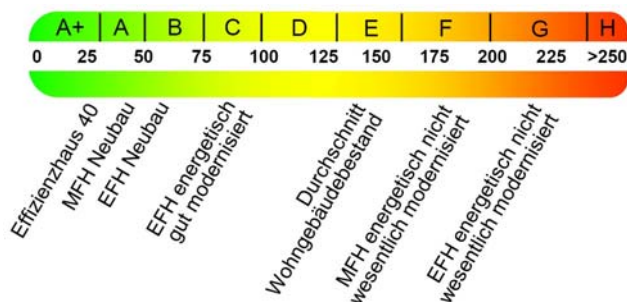 A+ A B C D E F G H
0 25 50 75 100 125 150 175 200 225 >250
Effizienzhaus 40
MFH Neubau
EFH Neubau
EFH energetisch
gut modernisiert
Durchschnitt
Wohngebäudebestand
MFH energetisch nicht
wesentlich modernisiert
EFH energetisch nicht
wesentlich modernisiert